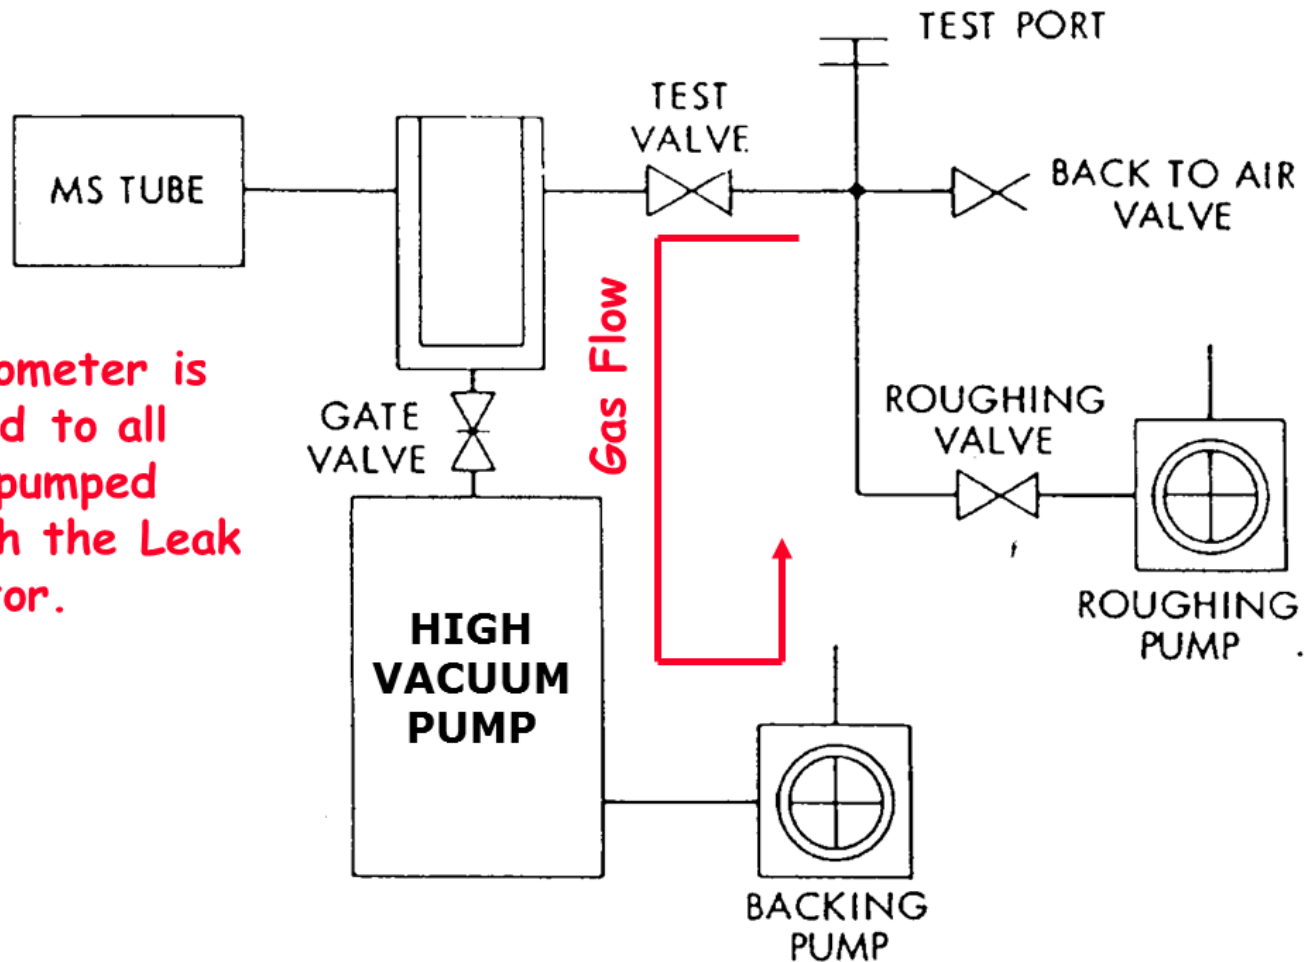 TEST PORT
TEST
VALVE
MS TUBE
BACK TO AIR
VALVE
Gas Flow
ometer is
d to all
pumped
h the Leak
tor.
GATE
VALVE
ROUGHING
VALVE
HIGH
VACUUM
PUMP
ROUGHING
PUMP
BACKING
PUMP